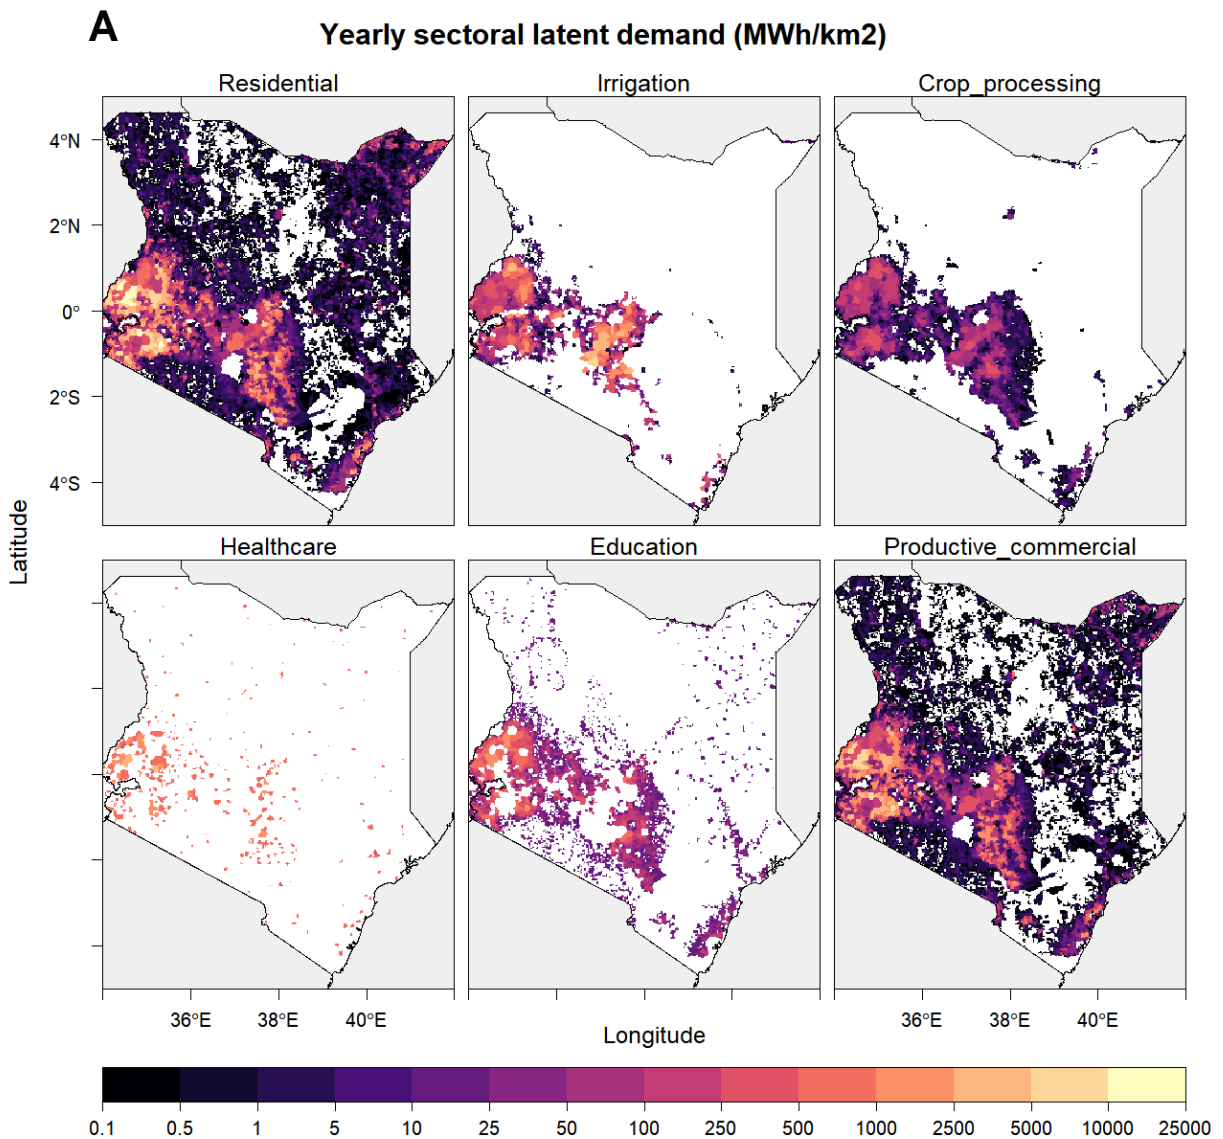 A
Yearly sectoral latent demand (MWh/km2)
Residential
Irrigation
Crop_processing
4°N
2°N
0°
2°S
4°S
Latitude
Healthcare
Education
Productive_commercial
36°E 38°E 40°E
36°E 38°E 40°E
Longitude
0.1 0.5 1 5 10 25 50 100 250 500 1000 2500 5000 10000 25000